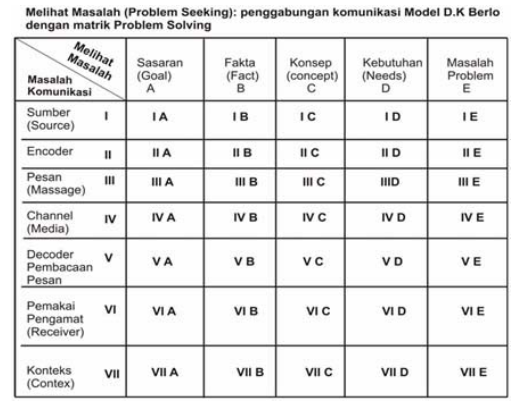 Melihat Masalah (Problem Seeking): penggabungan komunikasi Model D.K Berlo
dengan matrik Problem Solving
Melihat
Masalah
Masalah
Komunikasi
Sasaran
(Goal)
A
Fakta
(Fact)
B
Konsep
(concept)
C
Kebutuhan
(Needs)
D
Masalah
Problem
E
Sumber
(Source)
I
I A
I B
I C
I D
I E
Encoder
II
II A
II B
II C
II D
II E
Pesan
(Massage)
III
III A
III B
III C
IIID
III E
Channel
(Media)
IV
IV A
IV B
IV C
IV D
IV E
Decoder
Pembacaan
Pesan
V
V A
V B
V C
V D
V E
Pemakai
Pengamat
(Receiver)
VI
VI A
VI B
VI C
VI D
VI E
Konteks
(Contex)
VII
VII A
VII B
VII C
VII D
VII E